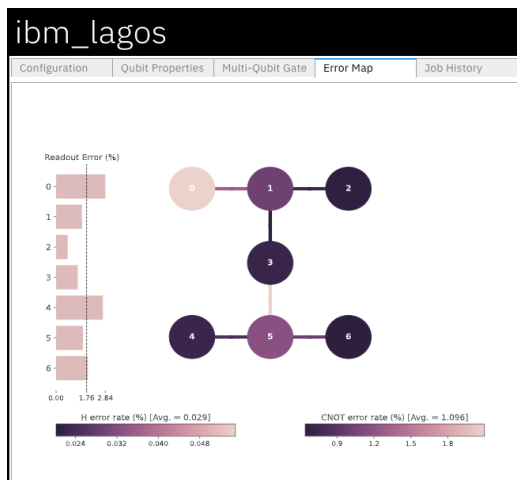 ibm_lagos
Configuration
Qubit Properties
Multi-Qubit Gate
Error Map
Job History
Readout Error (%)
0
1
2
3
4
5
6
0.00 1.76 2.84
0 1 2
3
4 5 6
H error rate (%) [Avg. = 0.029]
0.024 0.032 0.040 0.048
CNOT error rate (%) [Avg. = 1.096]
0.9 1.2 1.5 1.8